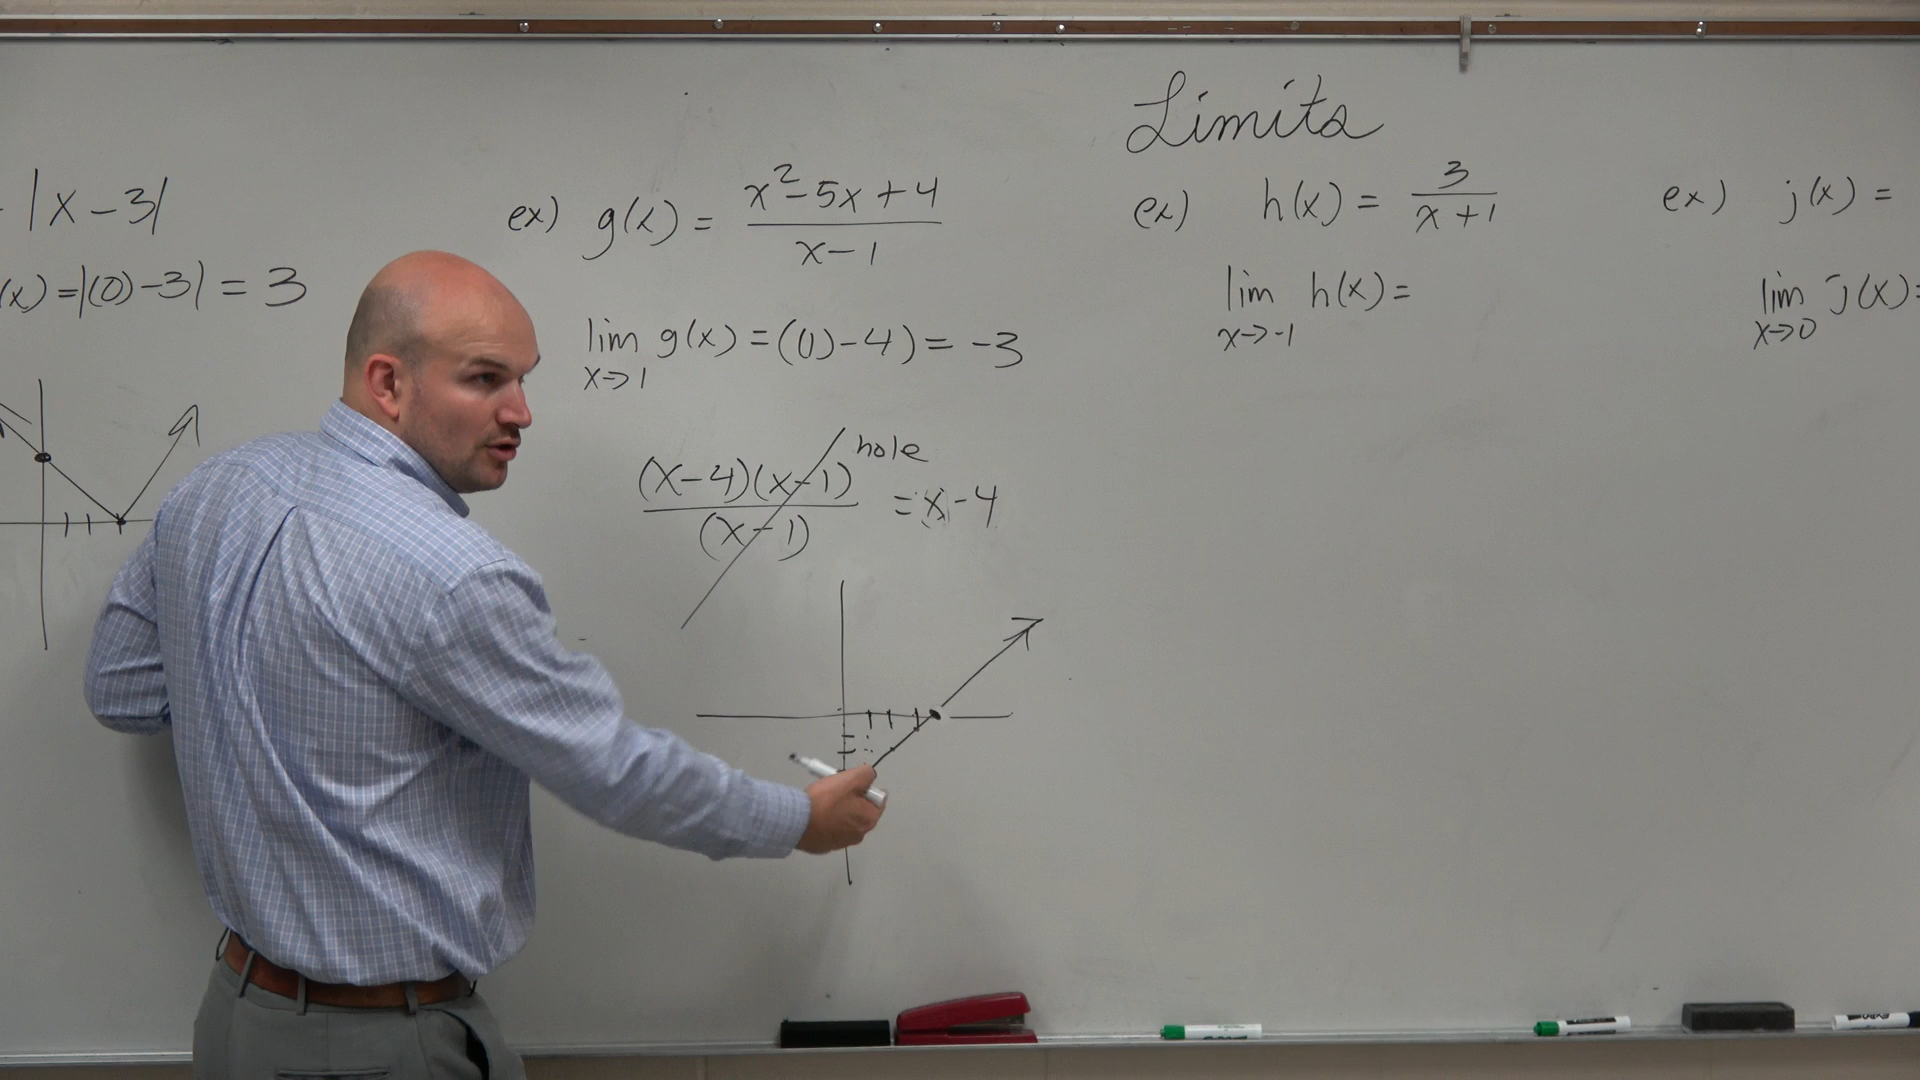 Limits
|x-3|
(x) = |(0)-3| = 3
ex) g(x) = x²-5x+4 / x-1
lim x→1 g(x) = (1)-4) = -3
hole
(x-4)(x-1) / (x-1) = x-4
ex) h(x) = 3 / x+1
lim x→-1 h(x) =
ex) j(x) =
lim x→0 j(x) =